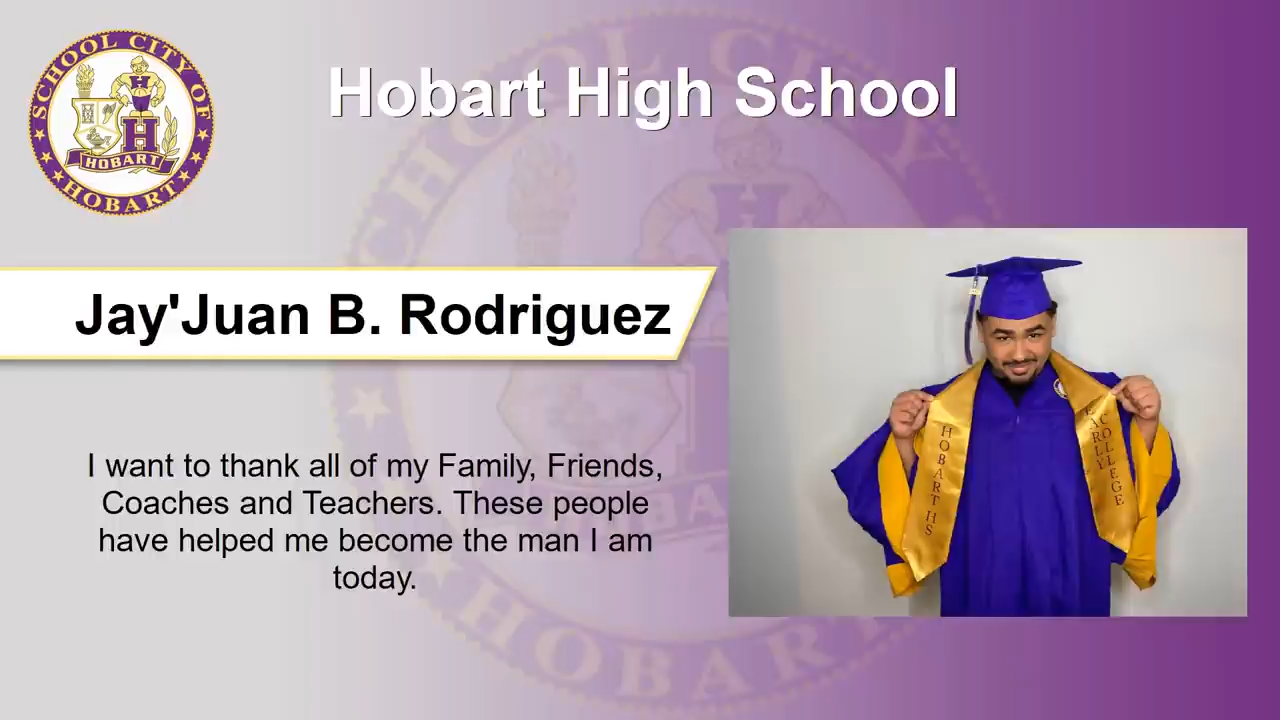 SCHOOL CITY OF
HOBART
HOBART
H
H
Hobart High School
Jay'Juan B. Rodriguez
I want to thank all of my Family, Friends,
Coaches and Teachers. These people
have helped me become the man I am
today.
HOBART HS
EARLY
COLLEGE